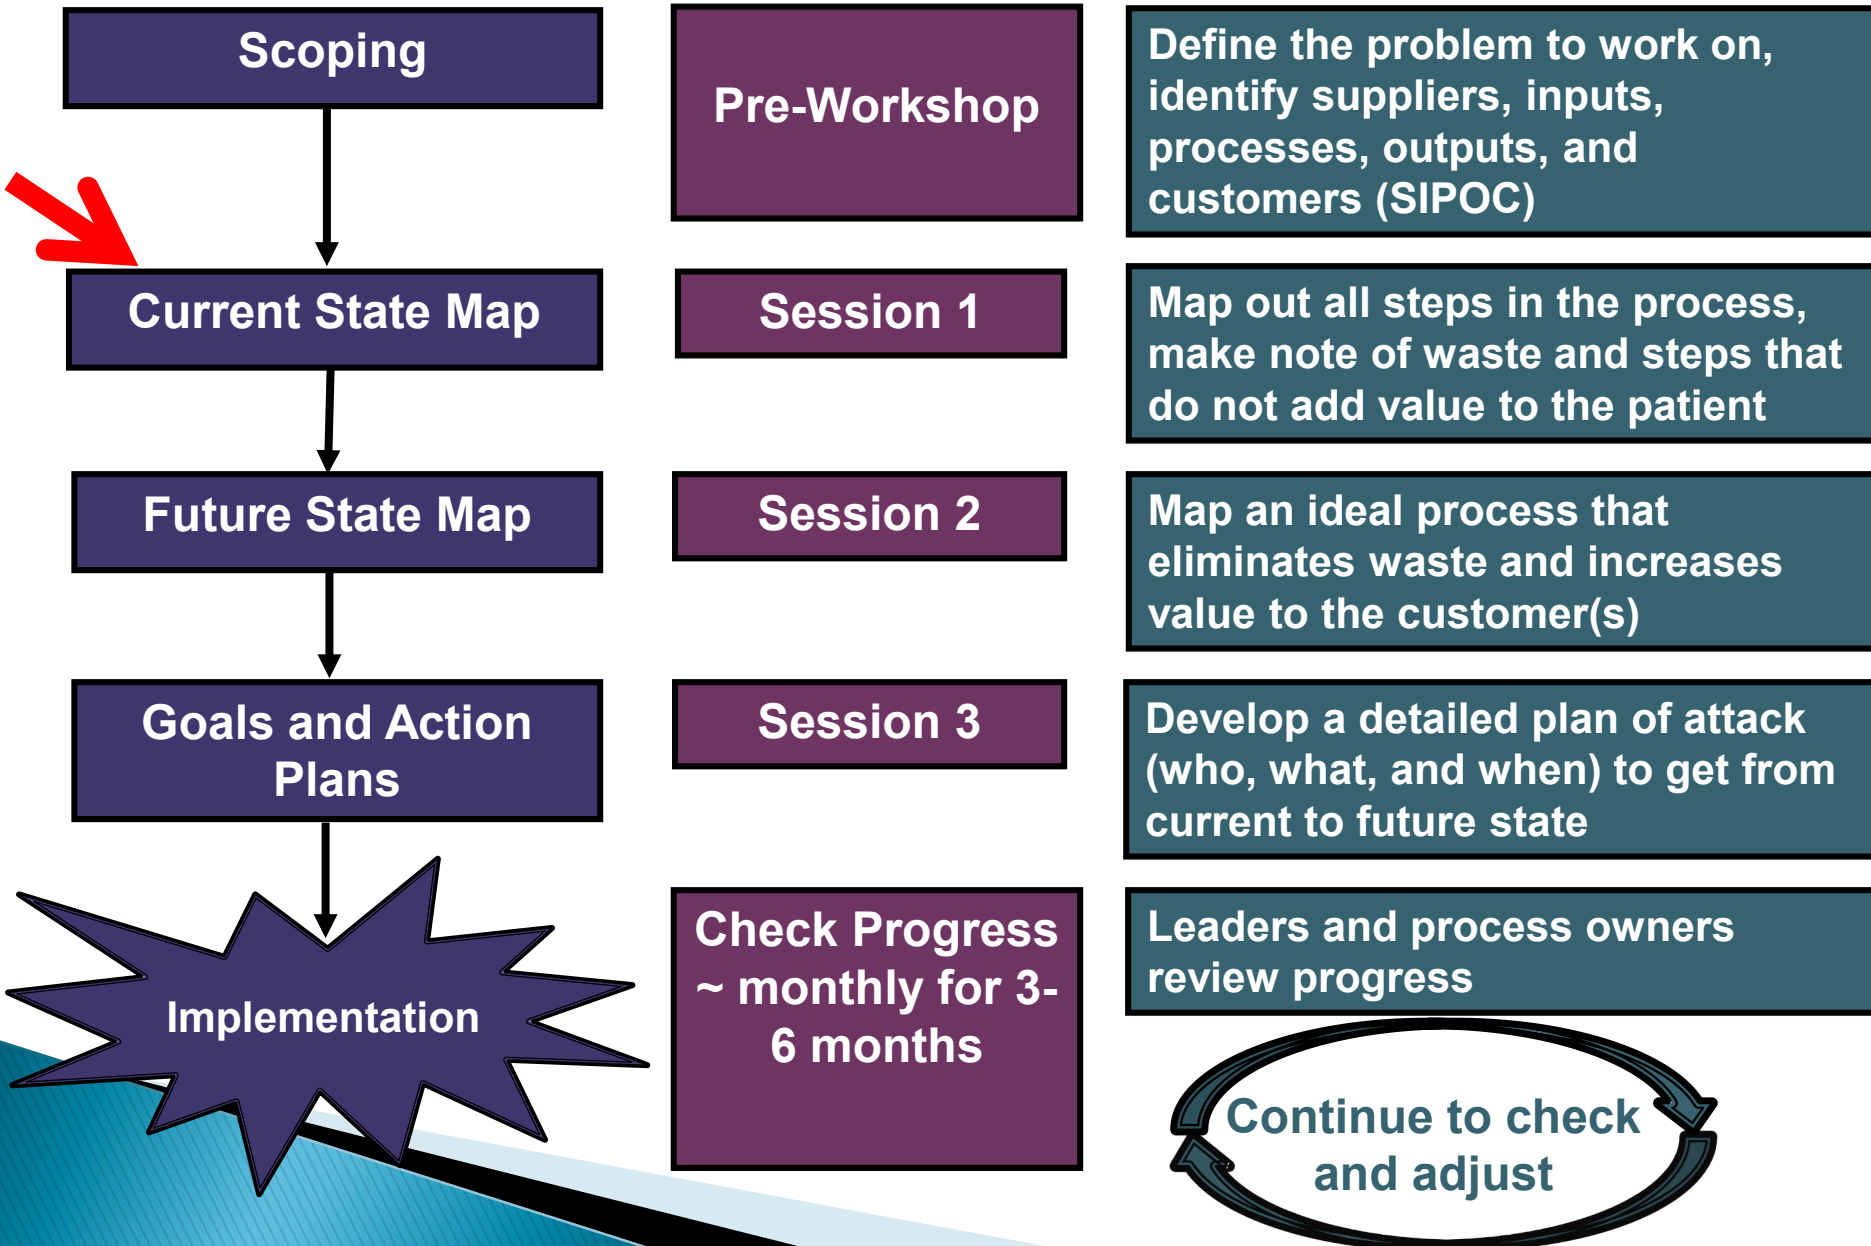 Scoping
Pre-Workshop
Define the problem to work on,
identify suppliers, inputs,
processes, outputs, and
customers (SIPOC)
Current State Map
Session 1
Map out all steps in the process,
make note of waste and steps that
do not add value to the patient
Future State Map
Session 2
Map an ideal process that
eliminates waste and increases
value to the customer(s)
Goals and Action
Plans
Session 3
Develop a detailed plan of attack
(who, what, and when) to get from
current to future state
Implementation
Check Progress
~ monthly for 3-
6 months
Leaders and process owners
review progress
Continue to check
and adjust